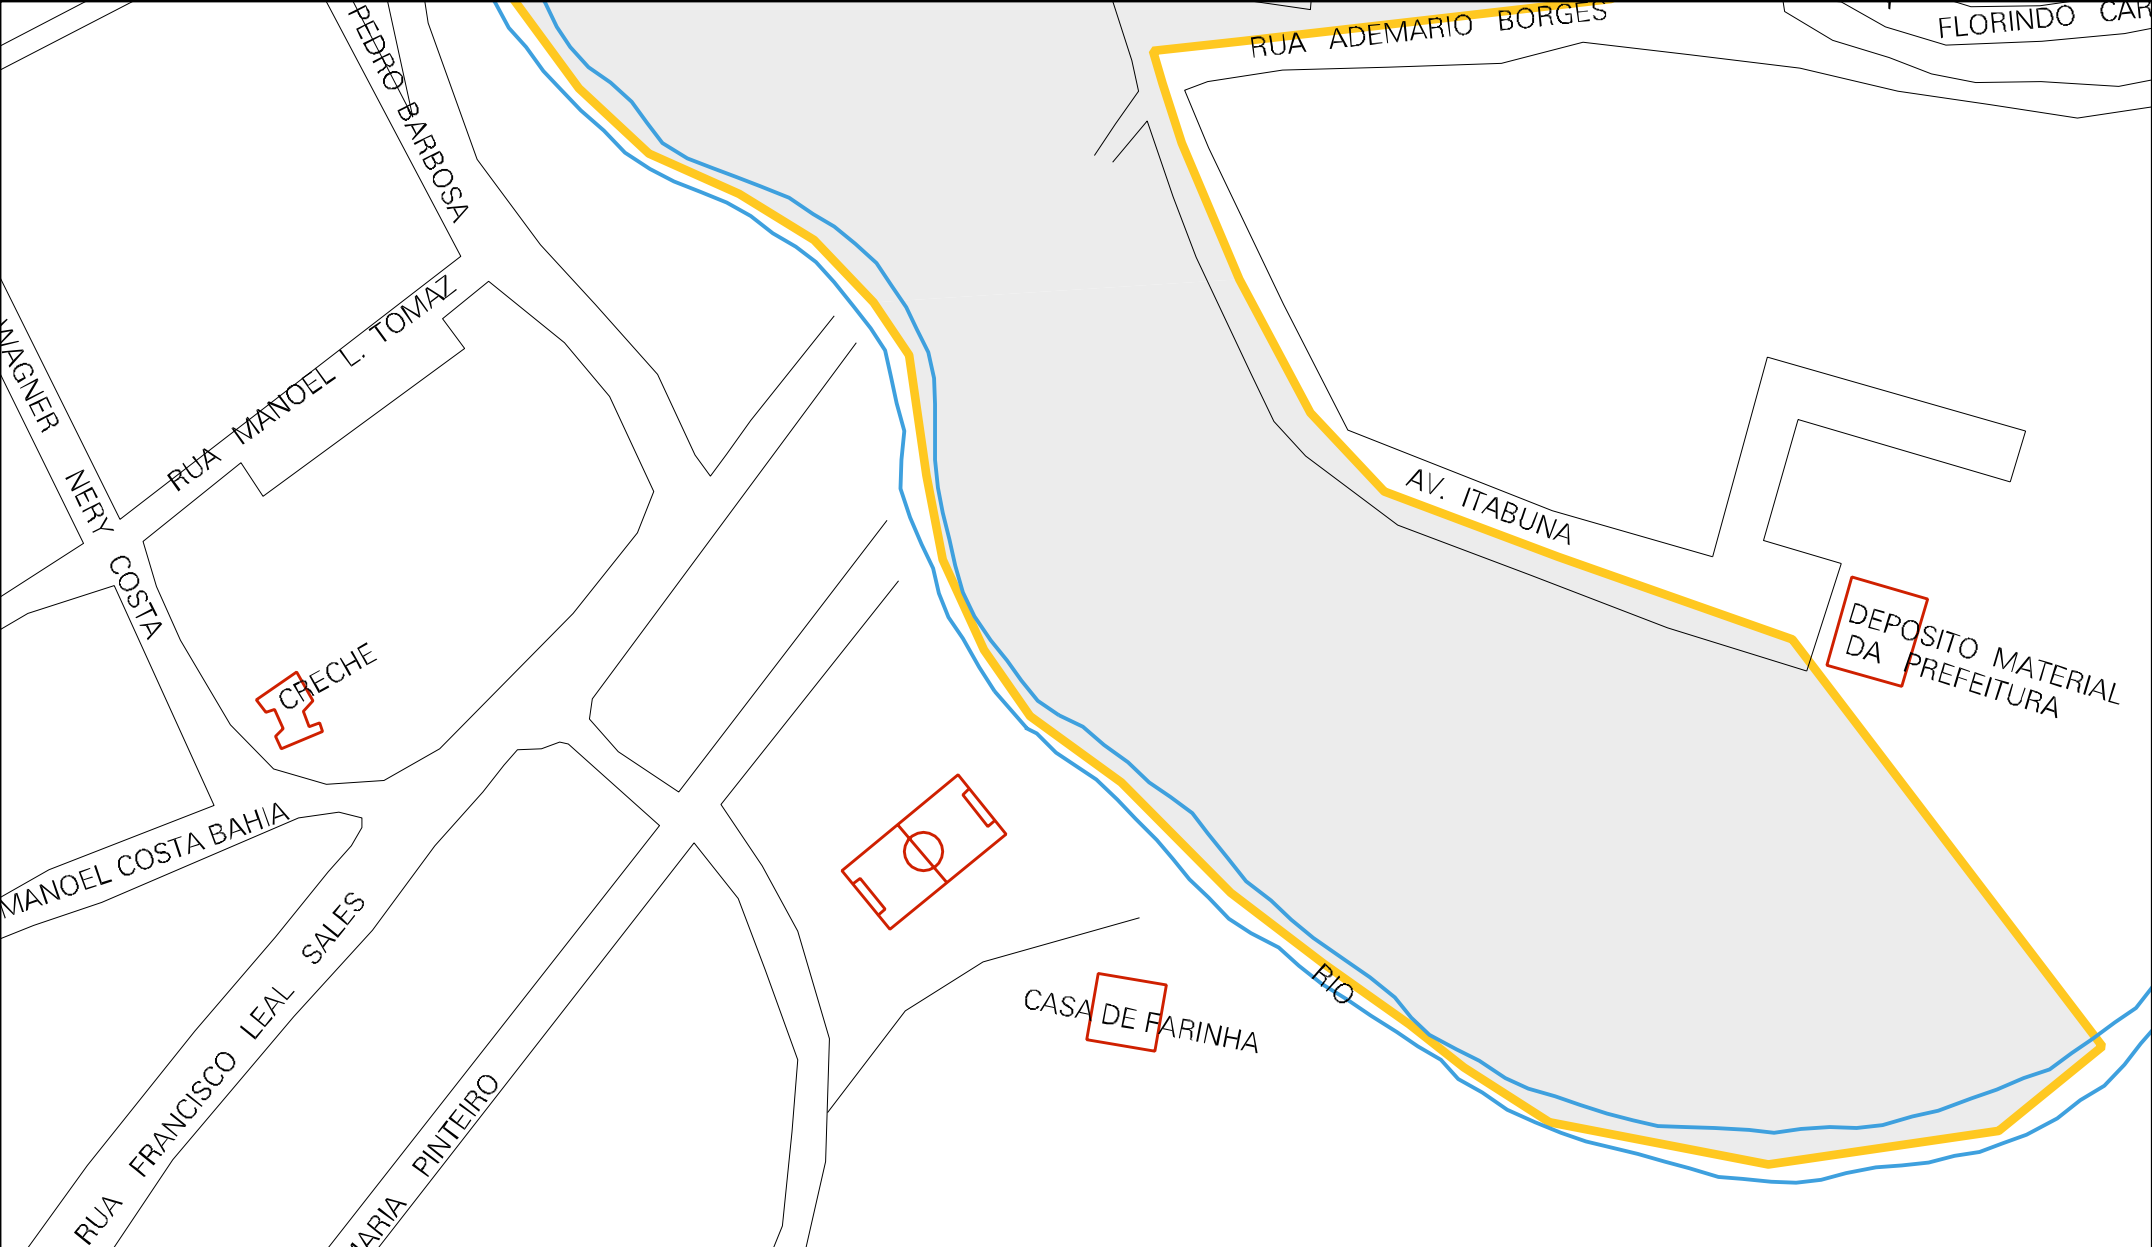 PEDRO BARBOSA
RUA ADEMARIO BORGES
FLORINDO CAR
RUA MANOEL L. TOMAZ
WAGNER NERY COSTA
AV. ITABUNA
DEPOSITO MATERIAL
DA PREFEITURA
CRECHE
MANOEL COSTA BAHIA
RUA FRANCISCO LEAL SALES
RIO
CASA DE FARINHA
MARIA PINTEIRO